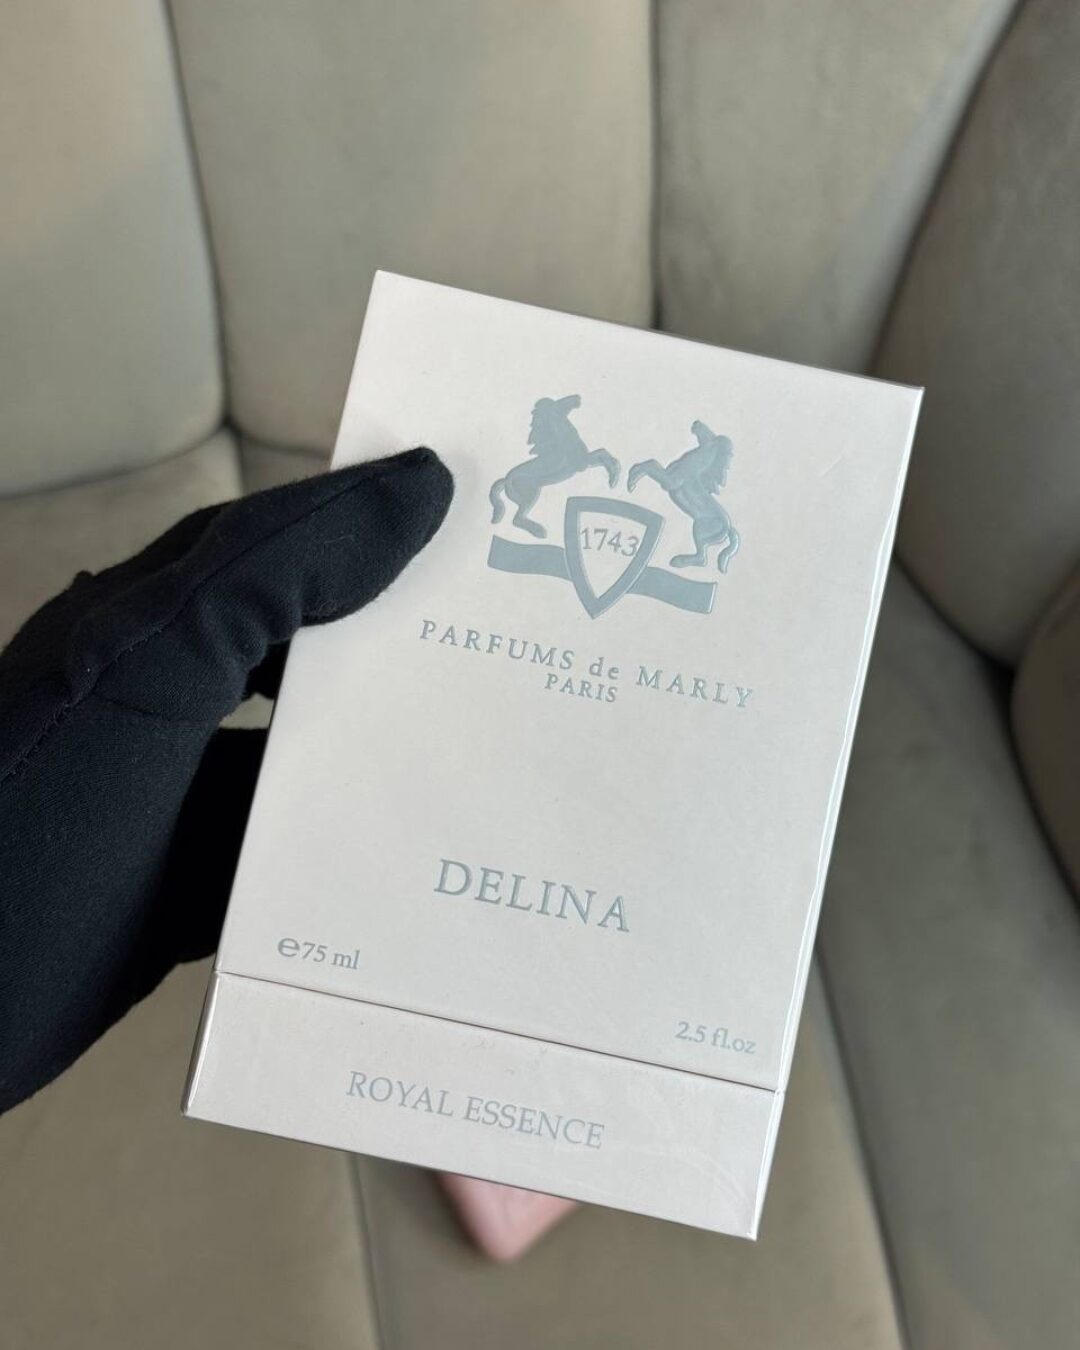 1743
PARFUMS de MARLY
PARIS
DELINA
℮75 ml
2.5 fl.oz
ROYAL ESSENCE